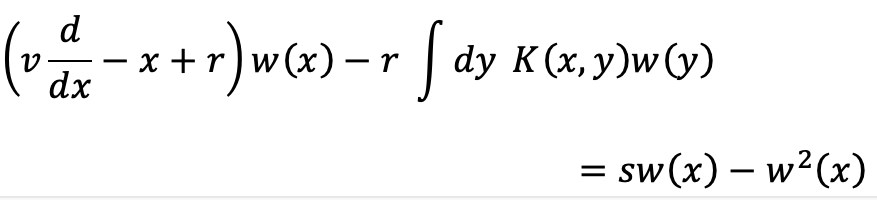 (v d/dx − x + r) w(x) − r ∫ dy K(x, y)w(y)
= sw(x) − w²(x)